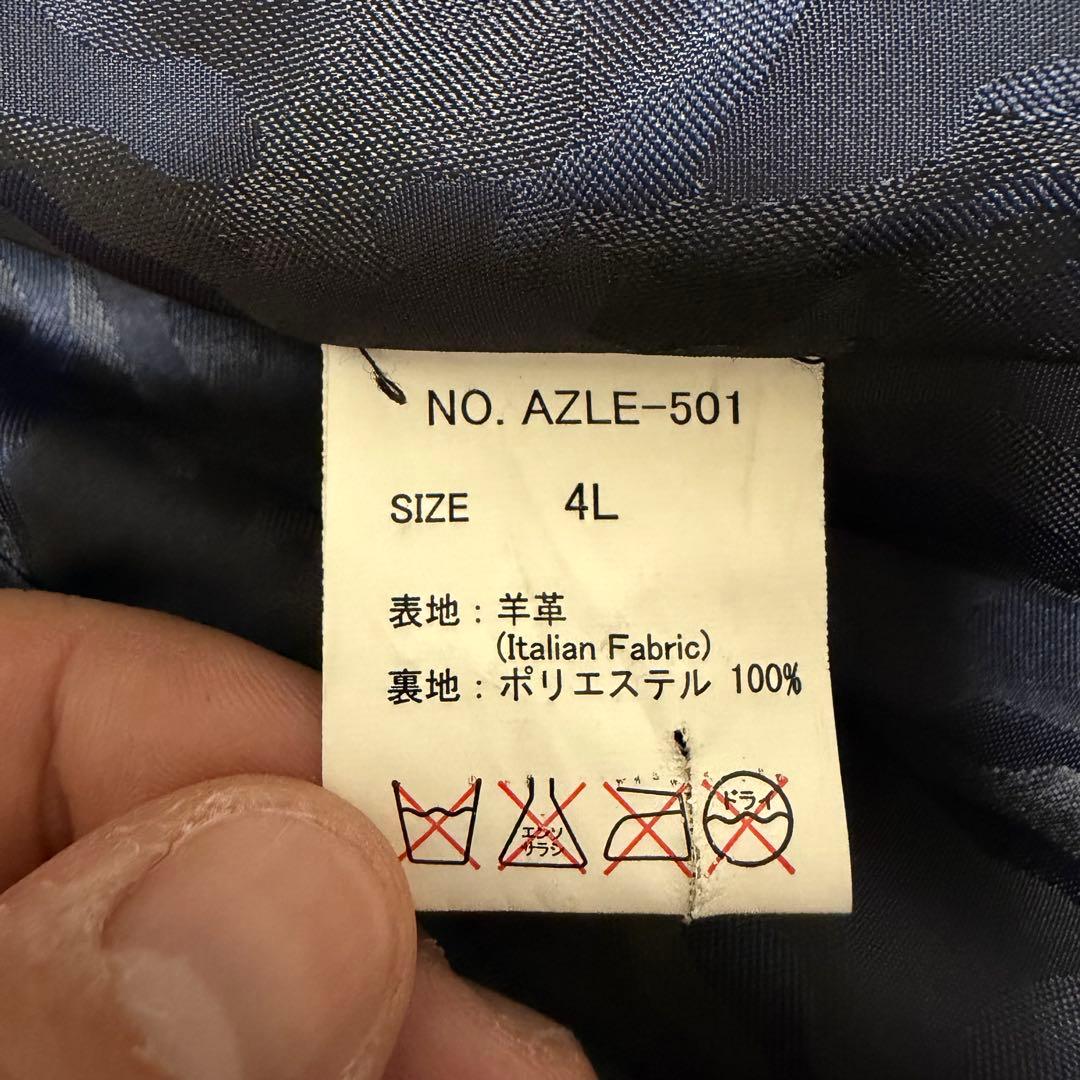 NO. AZLE-501
SIZE 4L
表地：羊革
(Italian Fabric)
裏地：ポリエステル 100%
エンソ
サラシ
ドライ